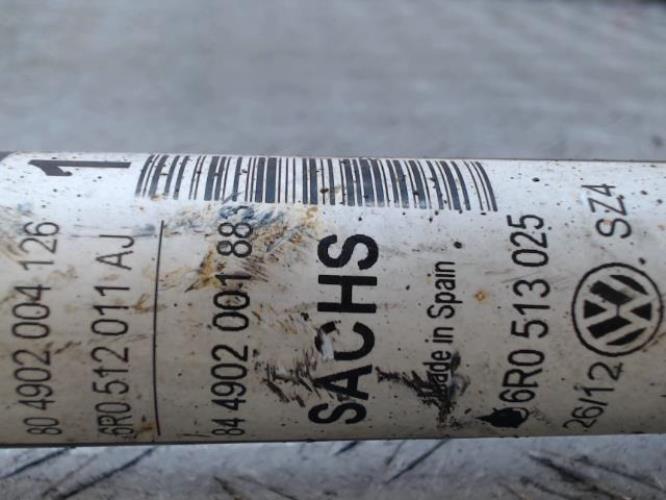 1
80 4902 004 126
6R0 512 011 AJ
84 4902 001 88
SACHS
Made in Spain
6R0 513 025
26/12 SZ4